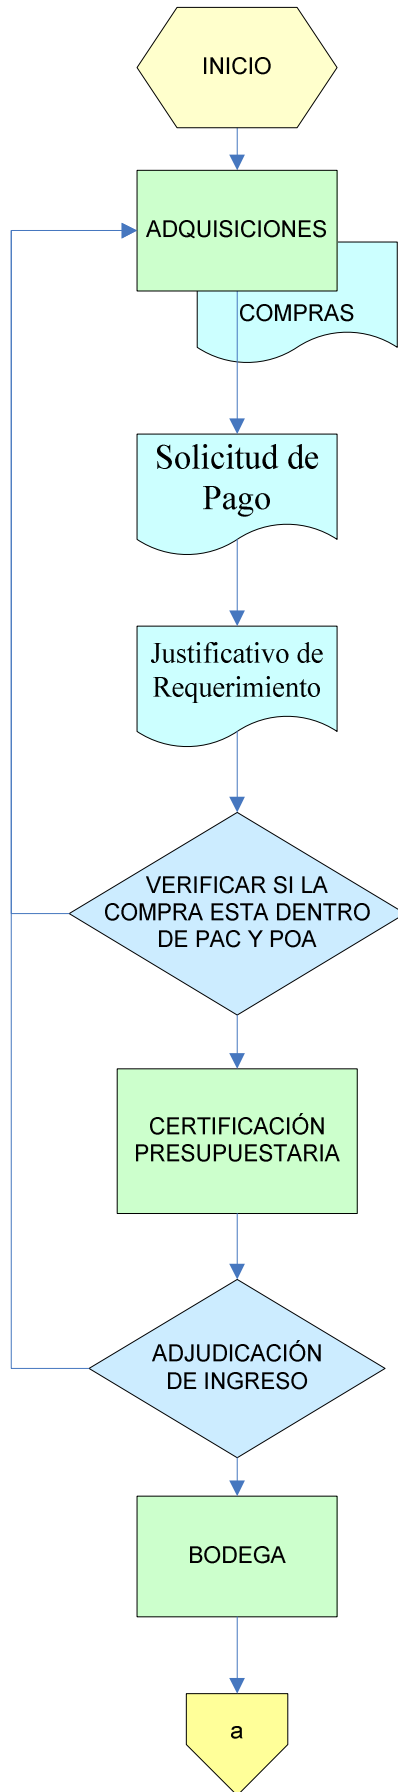 INICIO
ADQUISICIONES
COMPRAS
Solicitud de
Pago
Justificativo de
Requerimiento
VERIFICAR SI LA
COMPRA ESTA DENTRO
DE PAC Y POA
CERTIFICACIÓN
PRESUPUESTARIA
ADJUDICACIÓN
DE INGRESO
BODEGA
a